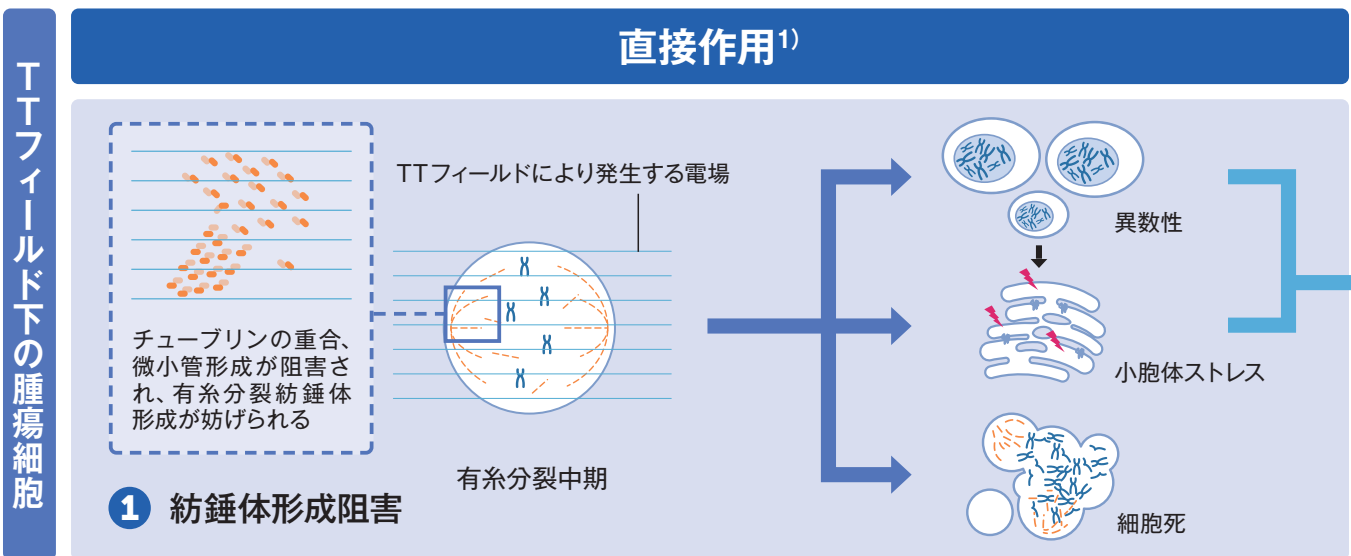 TTフィールド下の腫瘍細胞
直接作用1)
TTフィールドにより発生する電場
チューブリンの重合、
微小管形成が阻害さ
れ、有糸分裂紡錘体
形成が妨げられる
有糸分裂中期
1 紡錘体形成阻害
異数性
小胞体ストレス
細胞死